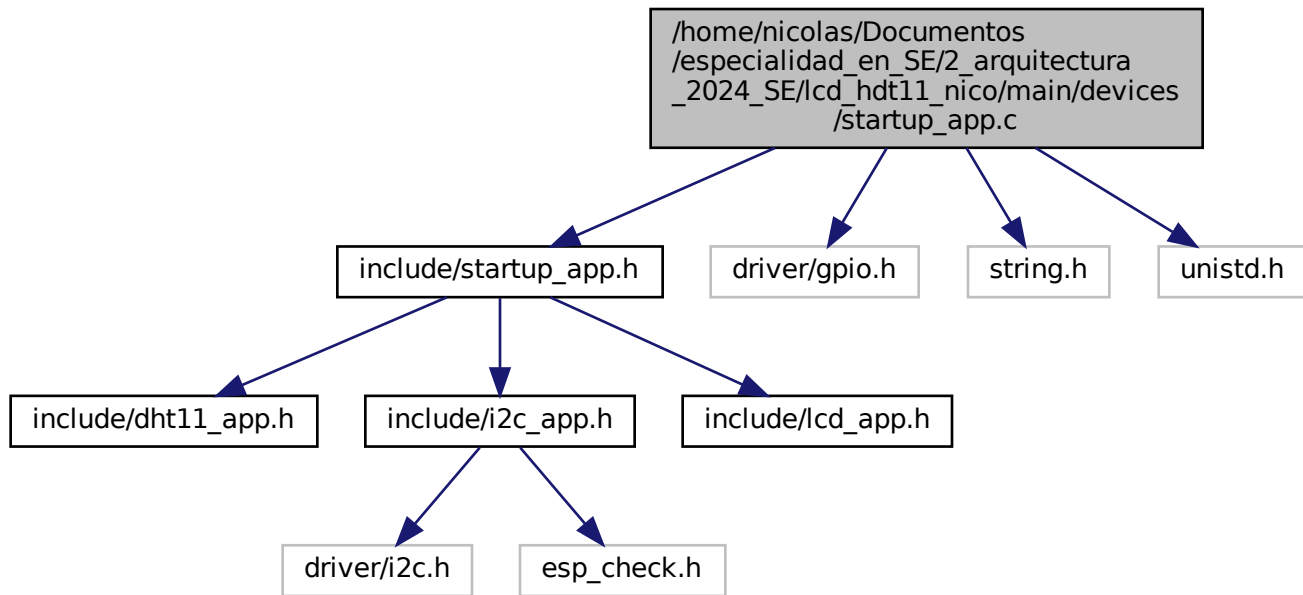 /home/nicolas/Documentos
/especialidad_en_SE/2_arquitectura
_2024_SE/lcd_hdt11_nico/main/devices
/startup_app.c
include/startup_app.h
driver/gpio.h
string.h
unistd.h
include/dht11_app.h
include/i2c_app.h
include/lcd_app.h
driver/i2c.h
esp_check.h